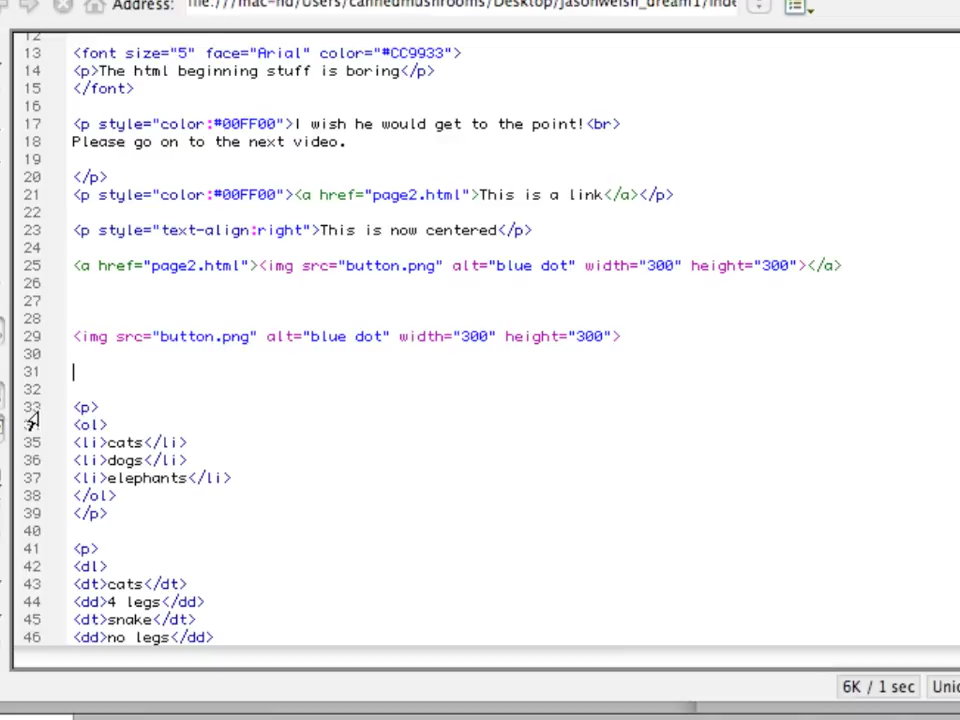 Address: file:///mac-hd/Users/cannedmushrooms/Desktop/jasonwelsh_dream1/inde
12
13 <font size="5" face="Arial" color="#CC9933">
14 <p>The html beginning stuff is boring</p>
15 </font>
16
17 <p style="color:#00FF00">I wish he would get to the point!<br>
18 Please go on to the next video.
19
20 </p>
21 <p style="color:#00FF00"><a href="page2.html">This is a link</a></p>
22
23 <p style="text-align:right">This is now centered</p>
24
25 <a href="page2.html"><img src="button.png" alt="blue dot" width="300" height="300"></a>
26
27
28
29 <img src="button.png" alt="blue dot" width="300" height="300">
30
31
32
33 <p>
<ol>
35 <li>cats</li>
36 <li>dogs</li>
37 <li>elephants</li>
38 </ol>
39 </p>
40
41 <p>
42 <dl>
43 <dt>cats</dt>
44 <dd>4 legs</dd>
45 <dt>snake</dt>
46 <dd>no legs</dd>
6K / 1 sec Unic